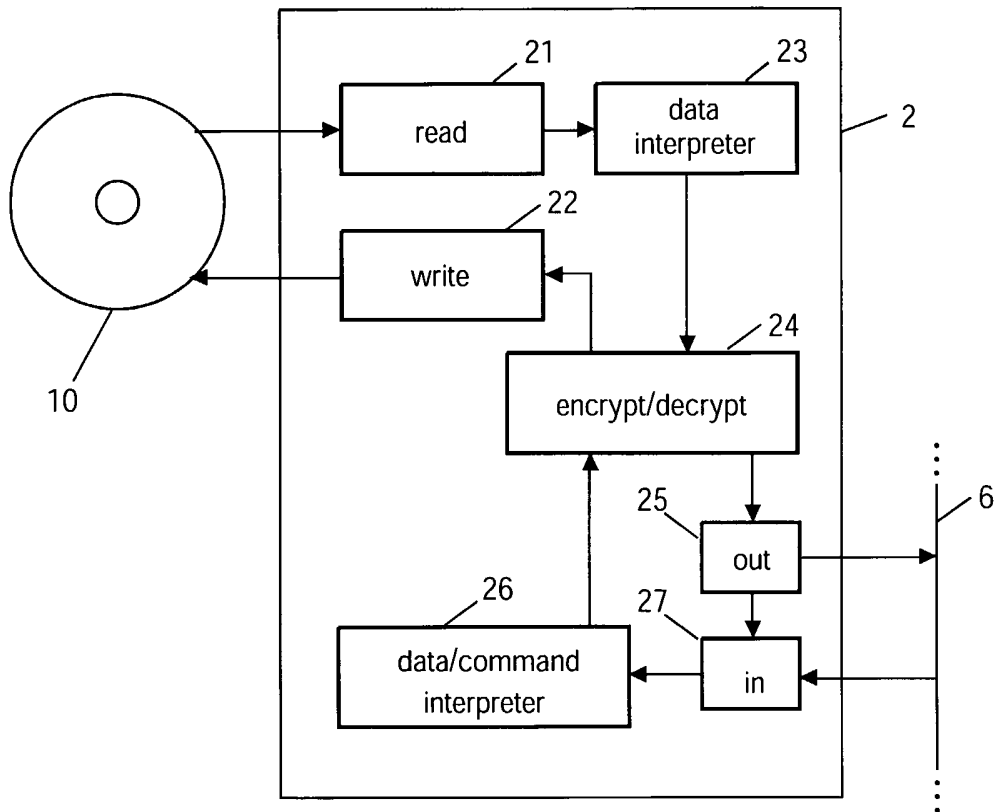 21
23
read
data
interpreter
2
22
write
24
10
encrypt/decrypt
25
6
out
26
27
data/command
interpreter
in